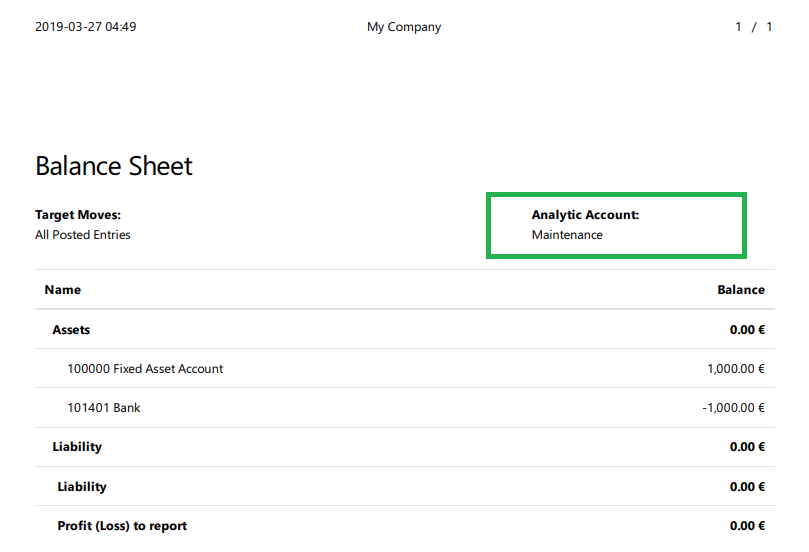 2019-03-27 04:49 My Company 1 / 1
Balance Sheet
Target Moves: Analytic Account:
All Posted Entries Maintenance
Name Balance
Assets 0.00 €
100000 Fixed Asset Account 1,000.00 €
101401 Bank -1,000.00 €
Liability 0.00 €
Liability 0.00 €
Profit (Loss) to report 0.00 €